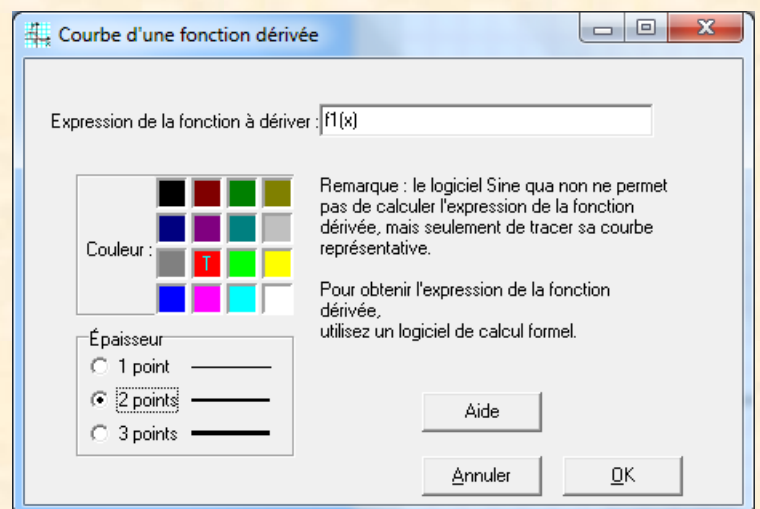 Courbe d'une fonction dérivée
Expression de la fonction à dériver : f1(x)
Couleur :
T
Remarque : le logiciel Sine qua non ne permet
pas de calculer l'expression de la fonction
dérivée, mais seulement de tracer sa courbe
représentative.
Pour obtenir l'expression de la fonction
dérivée,
utilisez un logiciel de calcul formel.
Épaisseur
1 point
2 points
3 points
Aide
Annuler
OK